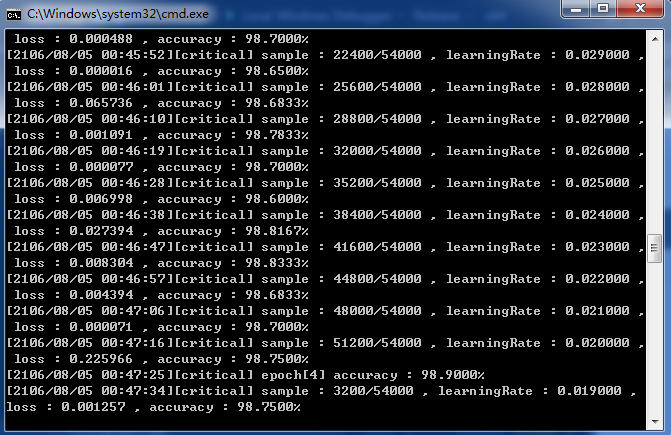 C:\Windows\system32\cmd.exe
loss : 0.000488 , accuracy : 98.7000%
[2106/08/05 00:45:52][critical] sample : 22400/54000 , learningRate : 0.029000 ,
loss : 0.000016 , accuracy : 98.6500%
[2106/08/05 00:46:01][critical] sample : 25600/54000 , learningRate : 0.028000 ,
loss : 0.065736 , accuracy : 98.6833%
[2106/08/05 00:46:10][critical] sample : 28800/54000 , learningRate : 0.027000 ,
loss : 0.001091 , accuracy : 98.7833%
[2106/08/05 00:46:19][critical] sample : 32000/54000 , learningRate : 0.026000 ,
loss : 0.000077 , accuracy : 98.7000%
[2106/08/05 00:46:28][critical] sample : 35200/54000 , learningRate : 0.025000 ,
loss : 0.006998 , accuracy : 98.6000%
[2106/08/05 00:46:38][critical] sample : 38400/54000 , learningRate : 0.024000 ,
loss : 0.027394 , accuracy : 98.8167%
[2106/08/05 00:46:47][critical] sample : 41600/54000 , learningRate : 0.023000 ,
loss : 0.008304 , accuracy : 98.8333%
[2106/08/05 00:46:57][critical] sample : 44800/54000 , learningRate : 0.022000 ,
loss : 0.004394 , accuracy : 98.6833%
[2106/08/05 00:47:06][critical] sample : 48000/54000 , learningRate : 0.021000 ,
loss : 0.000071 , accuracy : 98.7000%
[2106/08/05 00:47:16][critical] sample : 51200/54000 , learningRate : 0.020000 ,
loss : 0.225966 , accuracy : 98.7500%
[2106/08/05 00:47:25][critical] epoch[4] accuracy : 98.9000%
[2106/08/05 00:47:34][critical] sample : 3200/54000 , learningRate : 0.019000 ,
loss : 0.001257 , accuracy : 98.7500%